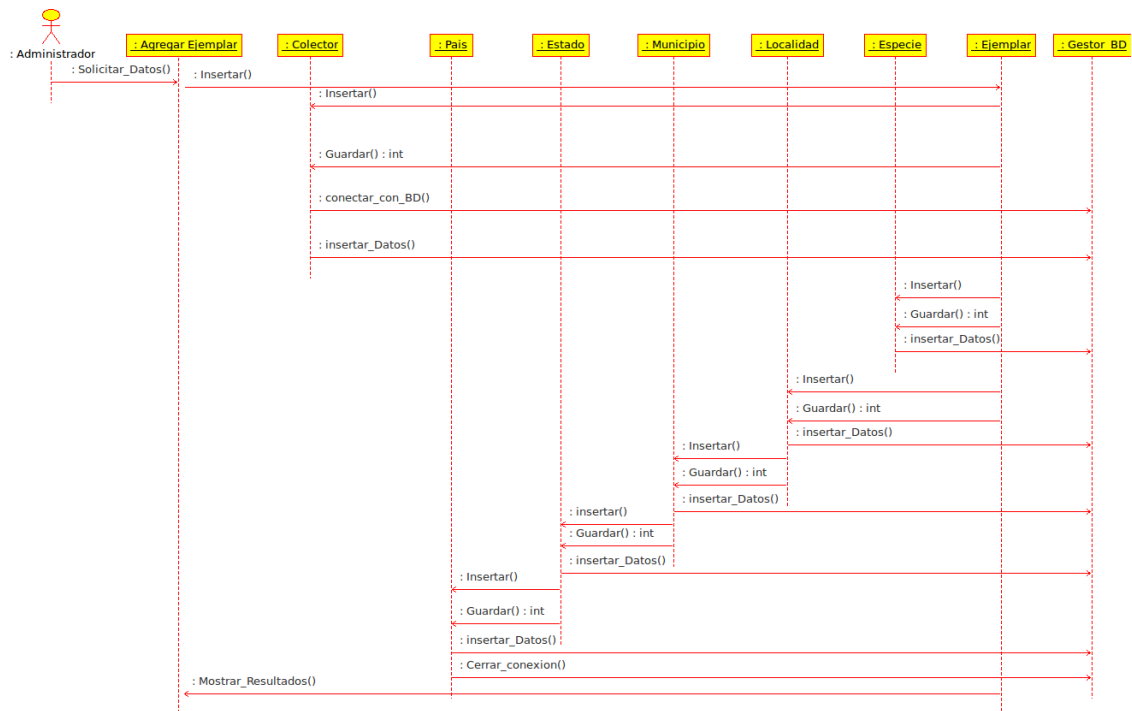 : Administrador
: Agregar Ejemplar
: Colector
: Pais
: Estado
: Municipio
: Localidad
: Especie
: Ejemplar
: Gestor_BD
: Solicitar_Datos()
: Insertar()
: Insertar()
: Guardar() : int
: conectar_con_BD()
: insertar_Datos()
: Insertar()
: Guardar() : int
: insertar_Datos()
: Insertar()
: Guardar() : int
: insertar_Datos()
: Insertar()
: Guardar() : int
: insertar_Datos()
: insertar()
: Guardar() : int
: insertar_Datos()
: Insertar()
: Guardar() : int
: insertar_Datos()
: Cerrar_conexion()
: Mostrar_Resultados()